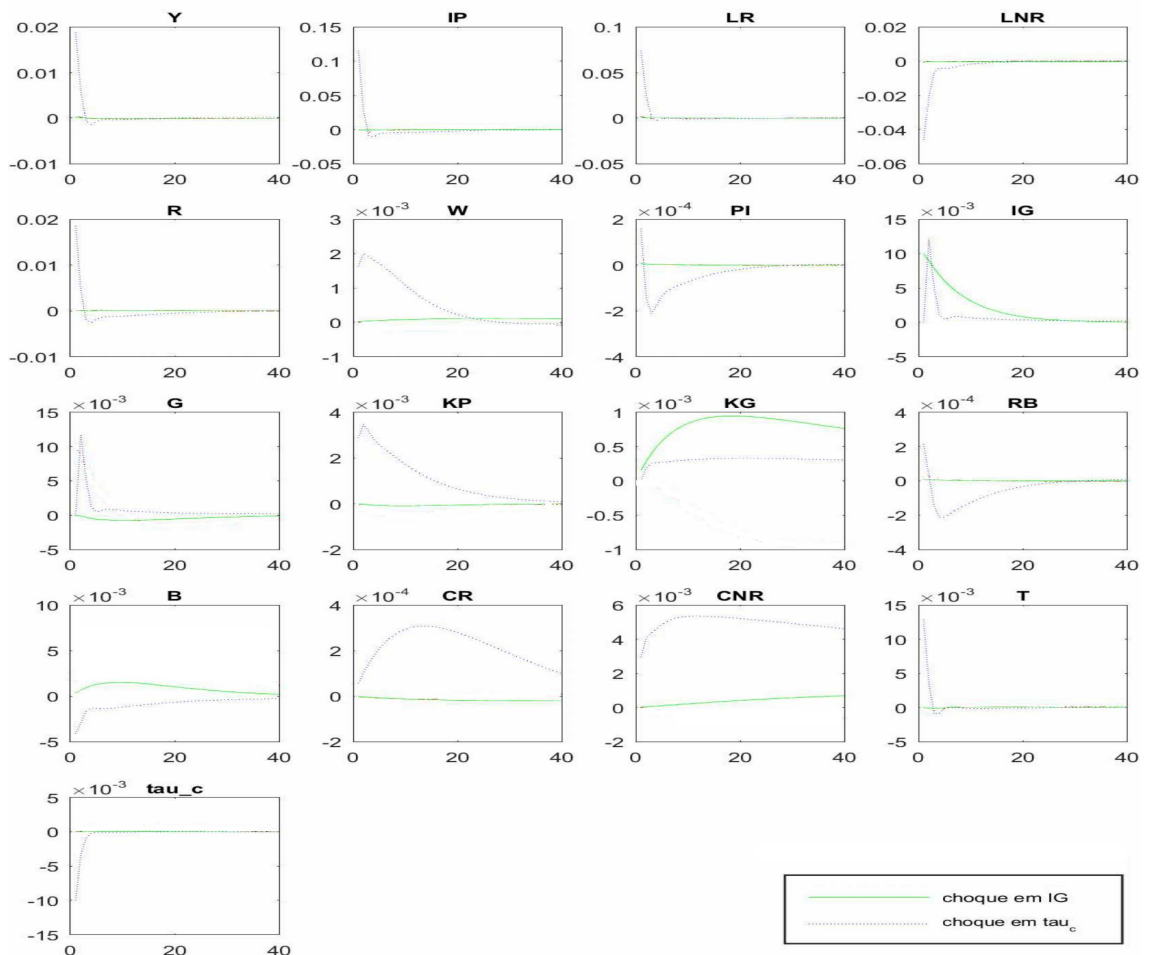 Y IP LR LNR
0.02 0.15 0.1 0.02
0.01 0.1 0.05 0
0 0.05 0 -0.02
-0.01 0 -0.05 -0.04
-0.05 -0.06
0 20 40 0 20 40 0 20 40 0 20 40
R W PI IG
×10⁻³ ×10⁻⁴ ×10⁻³
0.02 3 2 15
0.01 2 0 10
0 1 -2 5
-0.01 0 -4 0
-1 -5
0 20 40 0 20 40 0 20 40 0 20 40
G KP KG RB
×10⁻³ ×10⁻³ ×10⁻³ ×10⁻⁴
15 4 1 4
10 2 0.5 2
5 0 0 0
0 -2 -0.5 -2
-5 -1 -4
0 20 40 0 20 40 0 20 40 0 20 40
B CR CNR T
×10⁻³ ×10⁻⁴ ×10⁻³ ×10⁻³
10 4 6 15
5 2 4 10
0 0 2 5
-5 -2 0 0
-2 -5
0 20 40 0 20 40 0 20 40 0 20 40
tau_c
×10⁻³
5
0
-5
-10
-15
0 20 40
choque em IG
choque em tau_c